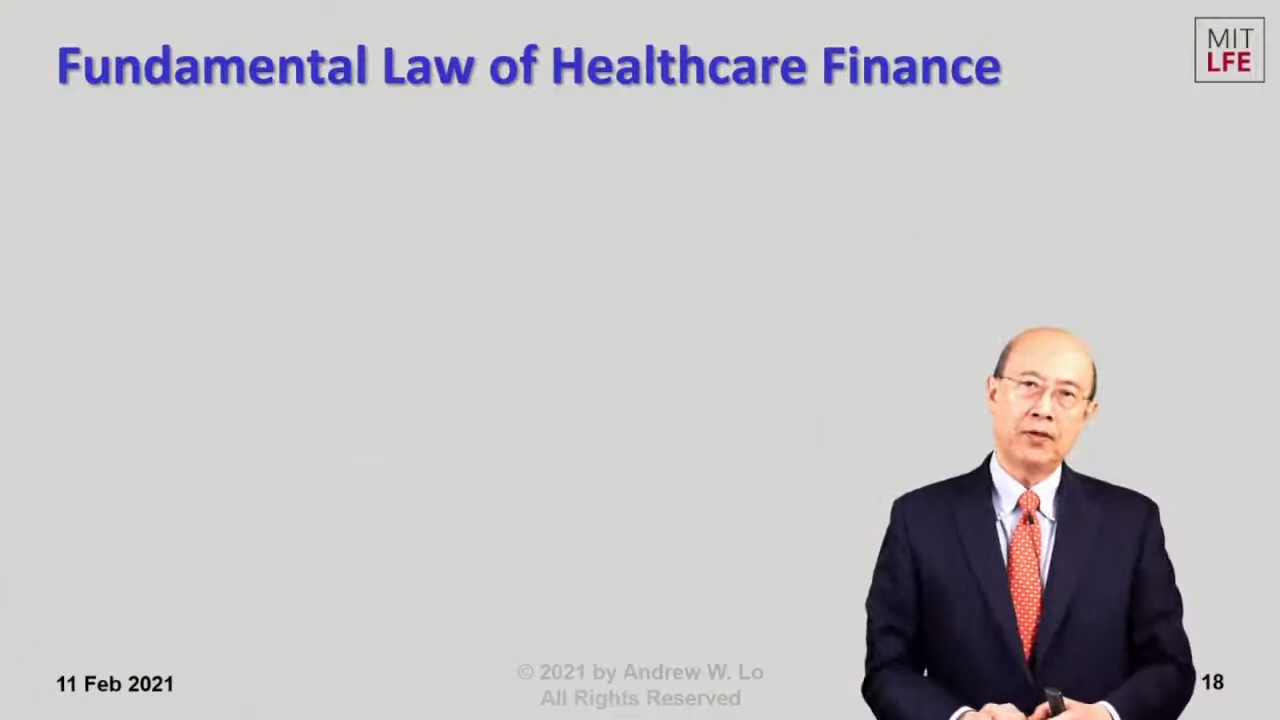 Fundamental Law of Healthcare Finance
MIT
LFE
11 Feb 2021
© 2021 by Andrew W. Lo
All Rights Reserved
18